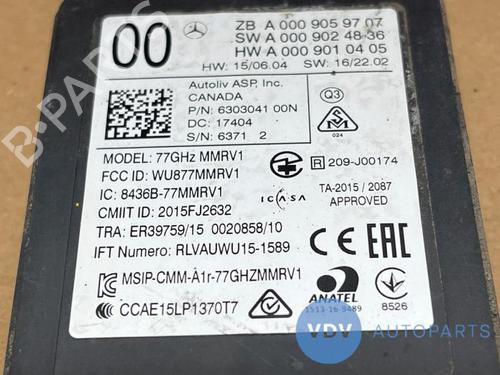 00
ZB A 000 905 97 07
SW A 000 902 48-36
HW A 000 901 04 05
HW: 15/06.04 SW: 16/22.02
Autoliv ASP, Inc.
CANADA
P/N: 6303041 00N
DC: 17404
S/N: 6371 2
Q3
M
024
MODEL: 77GHz MMRV1
FCC ID: WU877MMRV1
IC: 8436B-77MMRV1
CMIIT ID: 2015FJ2632
TRA: ER39759/15 0020858/10
IFT Numero: RLVAUWU15-1589
MSIP-CMM-A1r-77GHZMMRV1
CCAE15LP1370T7
R 209-J00174
ICASA
TA-2015 / 2087
APPROVED
CE EAC
ANATEL
1513-16-9489
8526
B-PARTS
VDV AUTOPARTS